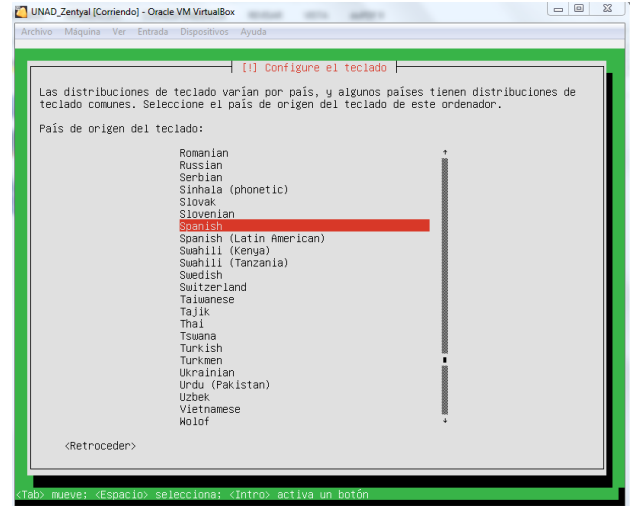 UNAD_Zentyal [Corriendo] - Oracle VM VirtualBox
Archivo Máquina Ver Entrada Dispositivos Ayuda
[!] Configure el teclado
Las distribuciones de teclado varían por país, y algunos países tienen distribuciones de
teclado comunes. Seleccione el país de origen del teclado de este ordenador.
País de origen del teclado:
Romanian
Russian
Serbian
Sinhala (phonetic)
Slovak
Slovenian
Spanish
Spanish (Latin American)
Swahili (Kenya)
Swahili (Tanzania)
Swedish
Switzerland
Taiwanese
Tajik
Thai
Tswana
Turkish
Turkmen
Ukrainian
Urdu (Pakistan)
Uzbek
Vietnamese
Wolof
<Retroceder>
<Tab> mueve; <Espacio> selecciona; <Intro> activa un botón